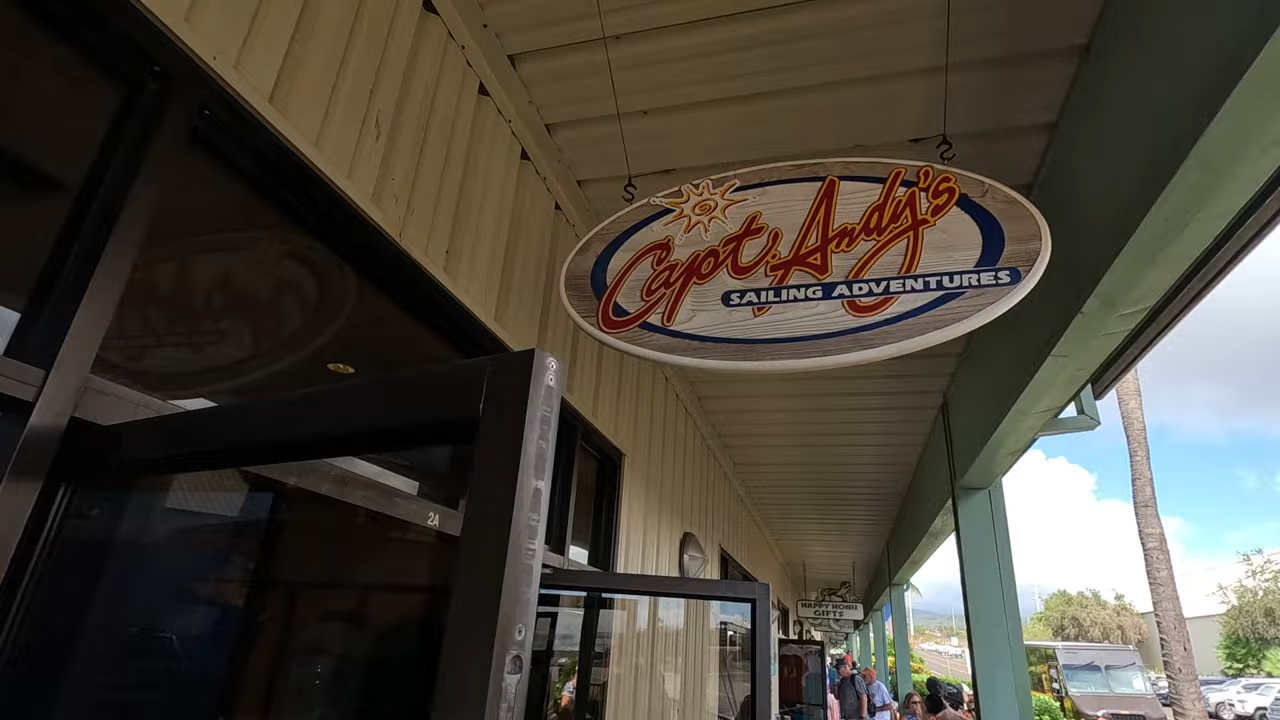 Capt. Andy's
SAILING ADVENTURES
2A
HAPPY HONU
GIFTS